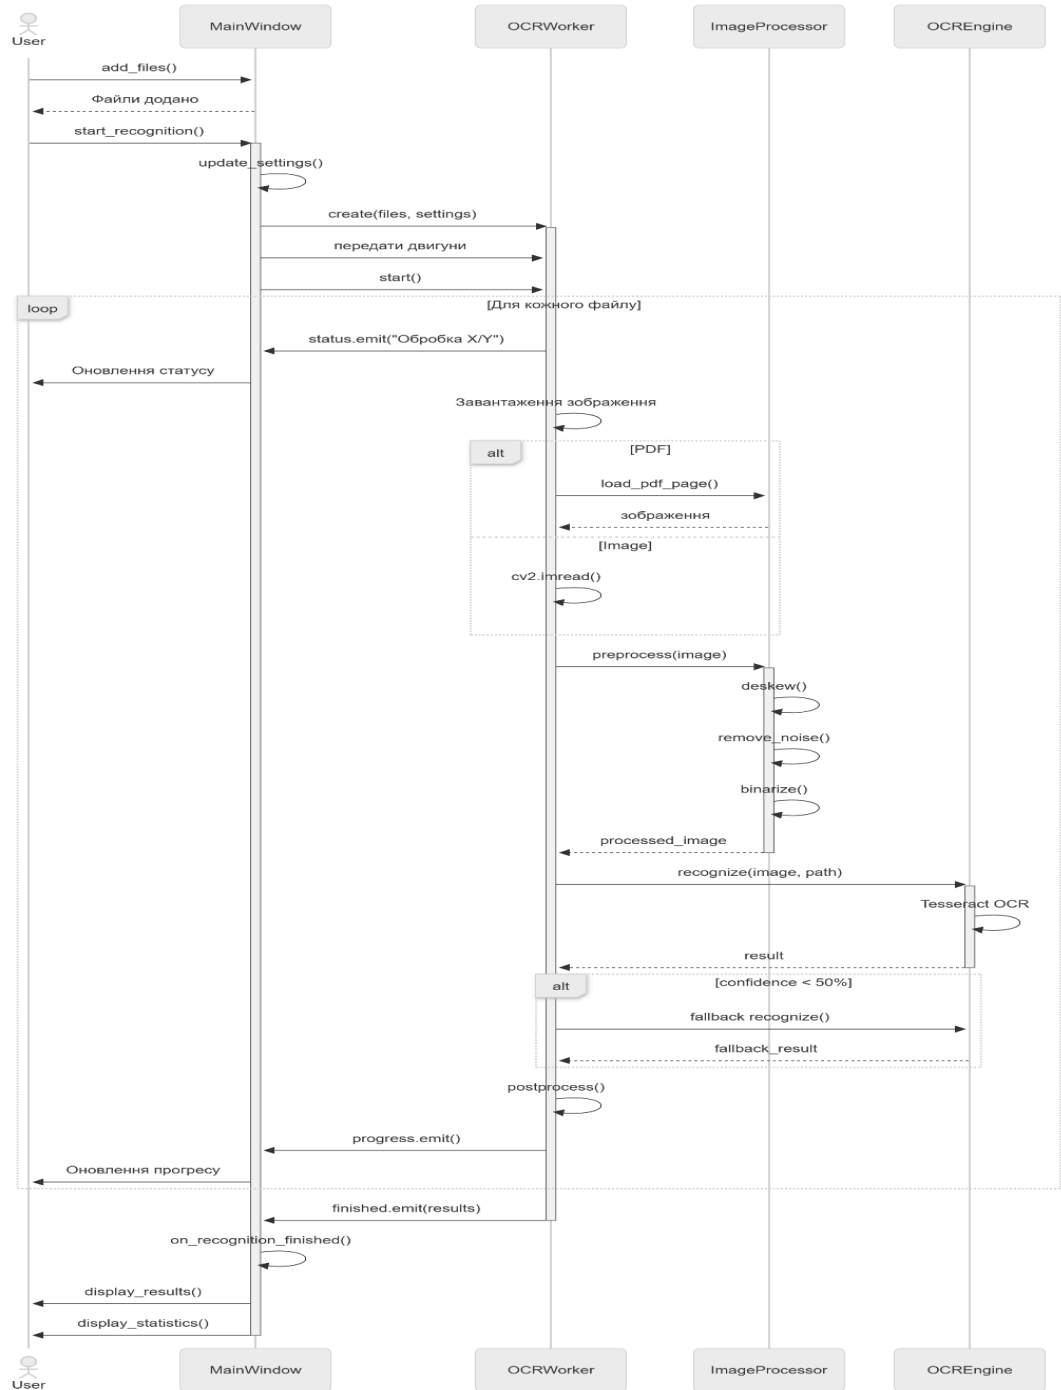 User
MainWindow
OCRWorker
ImageProcessor
OCREngine
add_files()
Файли додано
start_recognition()
update_settings()
create(files, settings)
передати двигуни
start()
loop
[Для кожного файлу]
status.emit("Обробка X/Y")
Оновлення статусу
Завантаження зображення
alt
[PDF]
load_pdf_page()
зображення
[Image]
cv2.imread()
preprocess(image)
deskew()
remove_noise()
binarize()
processed_image
recognize(image, path)
Tesseract OCR
result
alt
[confidence < 50%]
fallback recognize()
fallback_result
postprocess()
progress.emit()
Оновлення прогресу
finished.emit(results)
on_recognition_finished()
display_results()
display_statistics()
User
MainWindow
OCRWorker
ImageProcessor
OCREngine